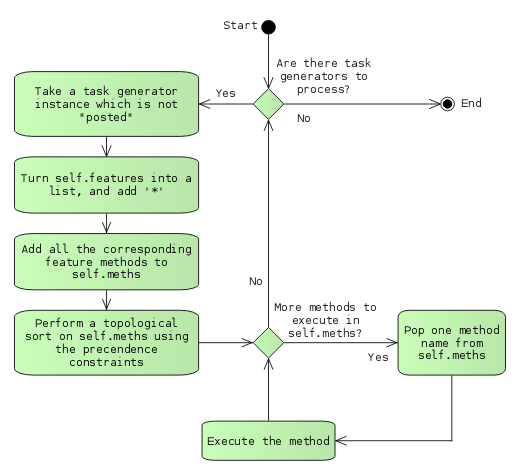 Start
Are there task
generators to
process?
Yes
No
End
Take a task generator
instance which is not
"posted"
Turn self.features into a
list, and add '*'
Add all the corresponding
feature methods to
self.meths
Perform a topological
sort on self.meths using
the precendence
constraints
No
More methods to
execute in
self.meths?
Yes
Pop one method
name from
self.meths
Execute the method